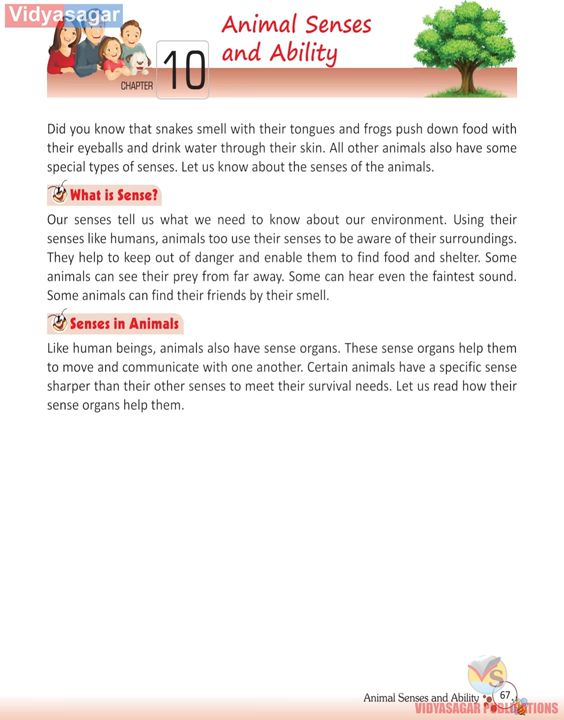 Vidyasagar
CHAPTER 10
Animal Senses
and Ability
Did you know that snakes smell with their tongues and frogs push down food with
their eyeballs and drink water through their skin. All other animals also have some
special types of senses. Let us know about the senses of the animals.
What is Sense?
Our senses tell us what we need to know about our environment. Using their
senses like humans, animals too use their senses to be aware of their surroundings.
They help to keep out of danger and enable them to find food and shelter. Some
animals can see their prey from far away. Some can hear even the faintest sound.
Some animals can find their friends by their smell.
Senses in Animals
Like human beings, animals also have sense organs. These sense organs help them
to move and communicate with one another. Certain animals have a specific sense
sharper than their other senses to meet their survival needs. Let us read how their
sense organs help them.
VS
Animal Senses and Ability 67
VIDYASAGAR PUBLICATIONS